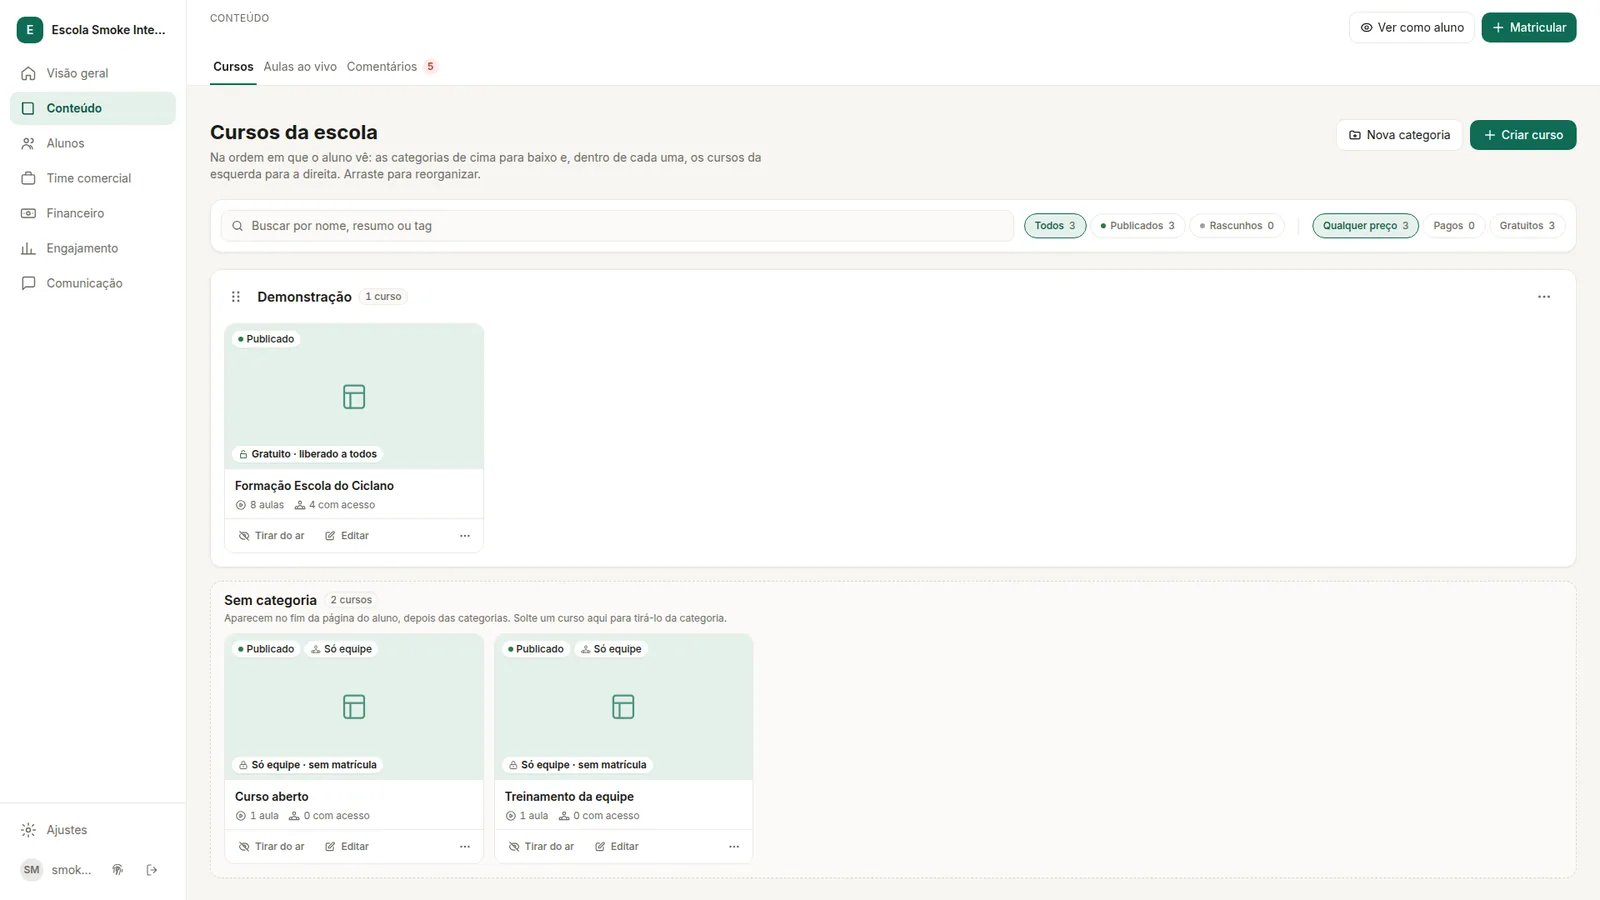 E
Escola Smoke Inte...
Visão geral
Conteúdo
Alunos
Time comercial
Financeiro
Engajamento
Comunicação
Ajustes
SM smok...
CONTEÚDO
Ver como aluno
Matricular
Cursos Aulas ao vivo Comentários 5
Cursos da escola
Na ordem em que o aluno vê: as categorias de cima para baixo e, dentro de cada uma, os cursos da
esquerda para a direita. Arraste para reorganizar.
Nova categoria
Criar curso
Buscar por nome, resumo ou tag
Todos 3
Publicados 3
Rascunhos 0
Qualquer preço 3
Pagos 0
Gratuitos 3
Demonstração 1 curso
Publicado
Gratuito · liberado a todos
Formação Escola do Ciclano
8 aulas 4 com acesso
Tirar do ar Editar
Sem categoria 2 cursos
Aparecem no fim da página do aluno, depois das categorias. Solte um curso aqui para tirá-lo da categoria.
Publicado Só equipe
Só equipe · sem matrícula
Curso aberto
1 aula 0 com acesso
Tirar do ar Editar
Publicado Só equipe
Só equipe · sem matrícula
Treinamento da equipe
1 aula 0 com acesso
Tirar do ar Editar